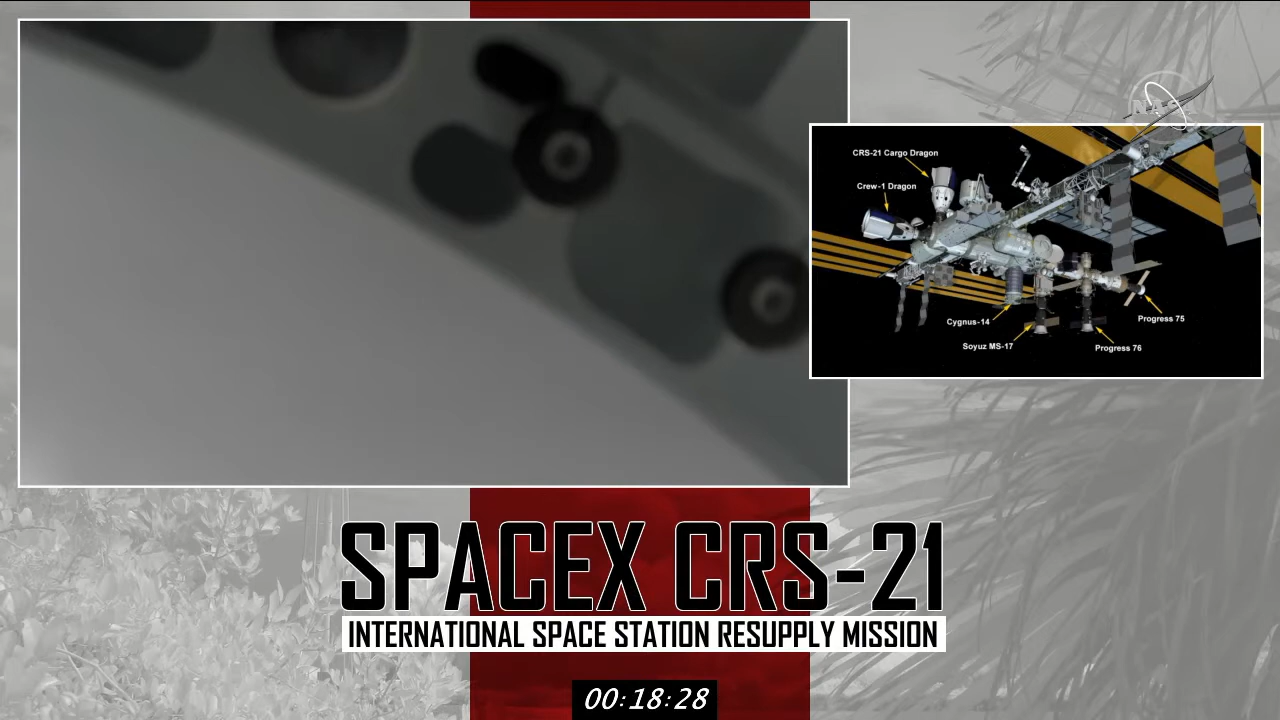 NASA
CRS-21 Cargo Dragon
Crew-1 Dragon
Cygnus-14
Soyuz MS-17
Progress 75
Progress 76
SPACEX CRS-21
INTERNATIONAL SPACE STATION RESUPPLY MISSION
00:18:28